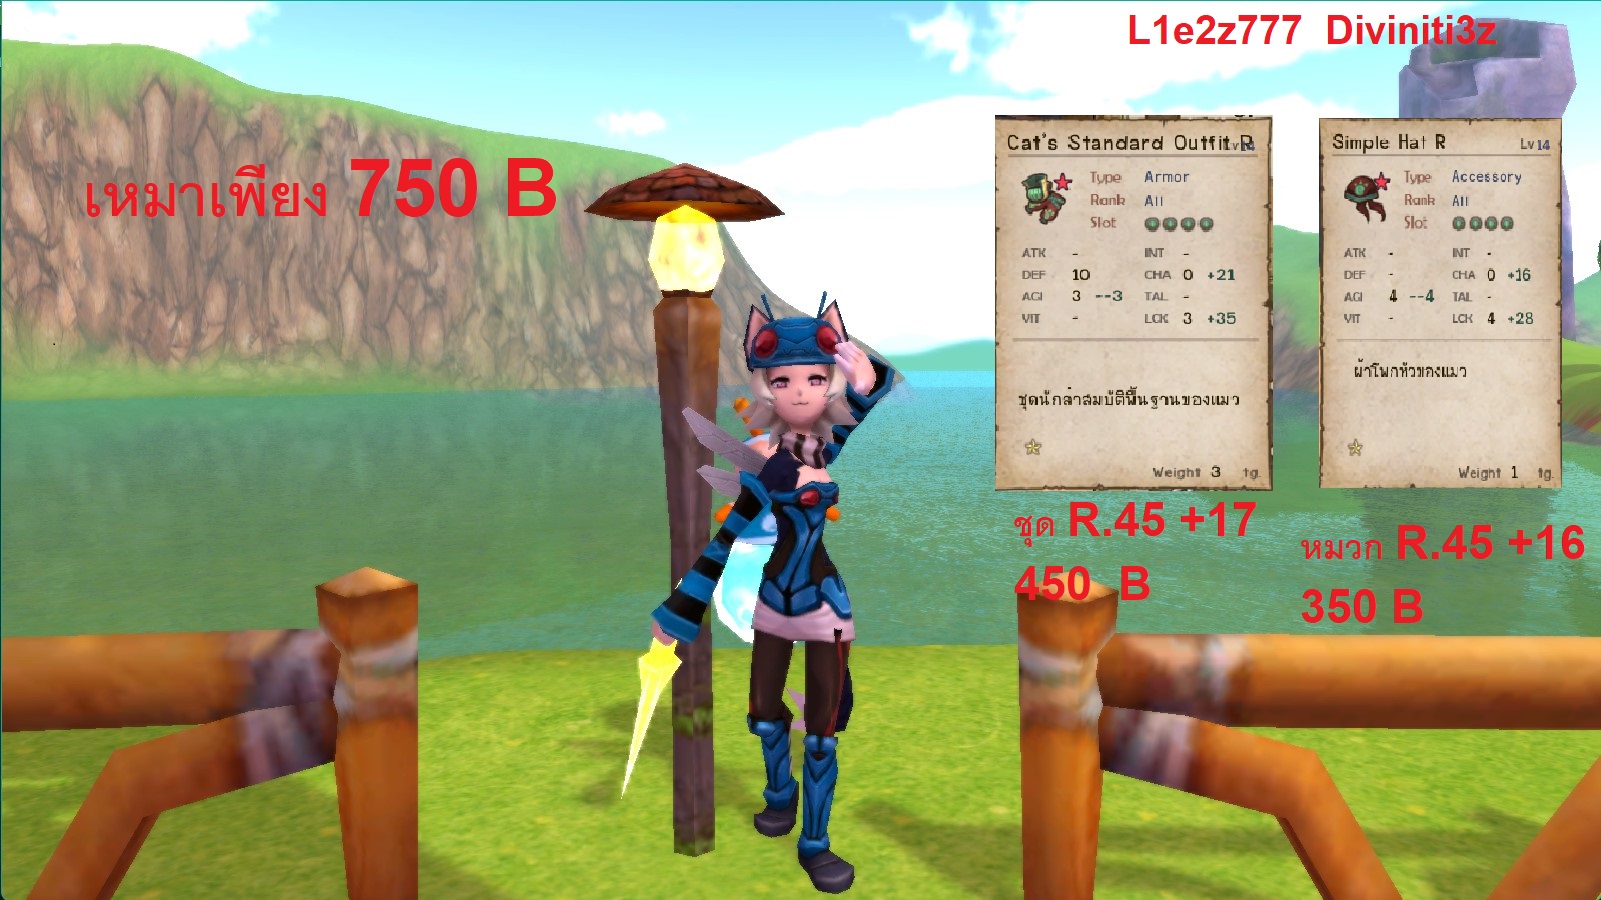 L1e2z777 Diviniti3z
เหมาเพียง 750 B
Cat's Standard Outfit R Lv14
Type Armor
Rank All
Slot
ATK - INT -
DEF 10 CHA 0 +21
AGI 3 --3 TAL -
VIT - LCK 3 +35
ชุดนักล่าสมบัติพื้นฐานของแมว
Weight 3 tg.
Simple Hat R Lv14
Type Accessory
Rank All
Slot
ATK - INT -
DEF - CHA 0 +16
AGI 4 --4 TAL -
VIT - LCK 4 +28
ผ้าโพกหัวของแมว
Weight 1 tg.
ชุด R.45 +17
450 B
หมวก R.45 +16
350 B